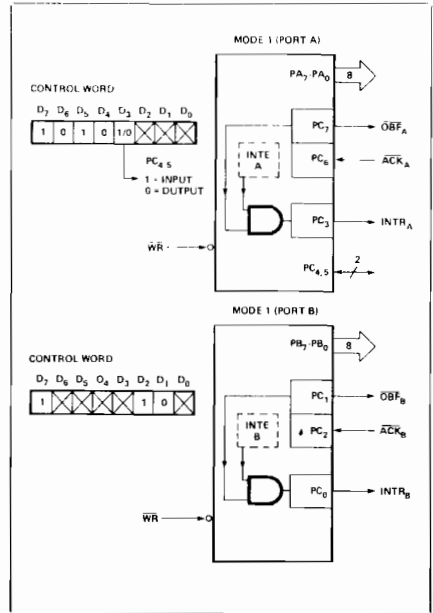 MODE 1 (PORT A)
PA7-PA0 8
CONTROL WORD
D7 D6 D5 D4 D3 D2 D1 D0
1 0 1 0 1/0 X X X
PC4 5
1 - INPUT
0 = DUTPUT
PC7 OBFA
INTE A
PC6 ACKA
PC3 INTRA
WR
PC4,5 2
MODE 1 (PORT B)
PB7-PB0 8
CONTROL WORD
D7 D6 D5 O4 D3 D2 D1 D0
1 X X X X 1 0 X
PC1 OBFB
INTE B
PC2 ACKB
PC0 INTRB
WR